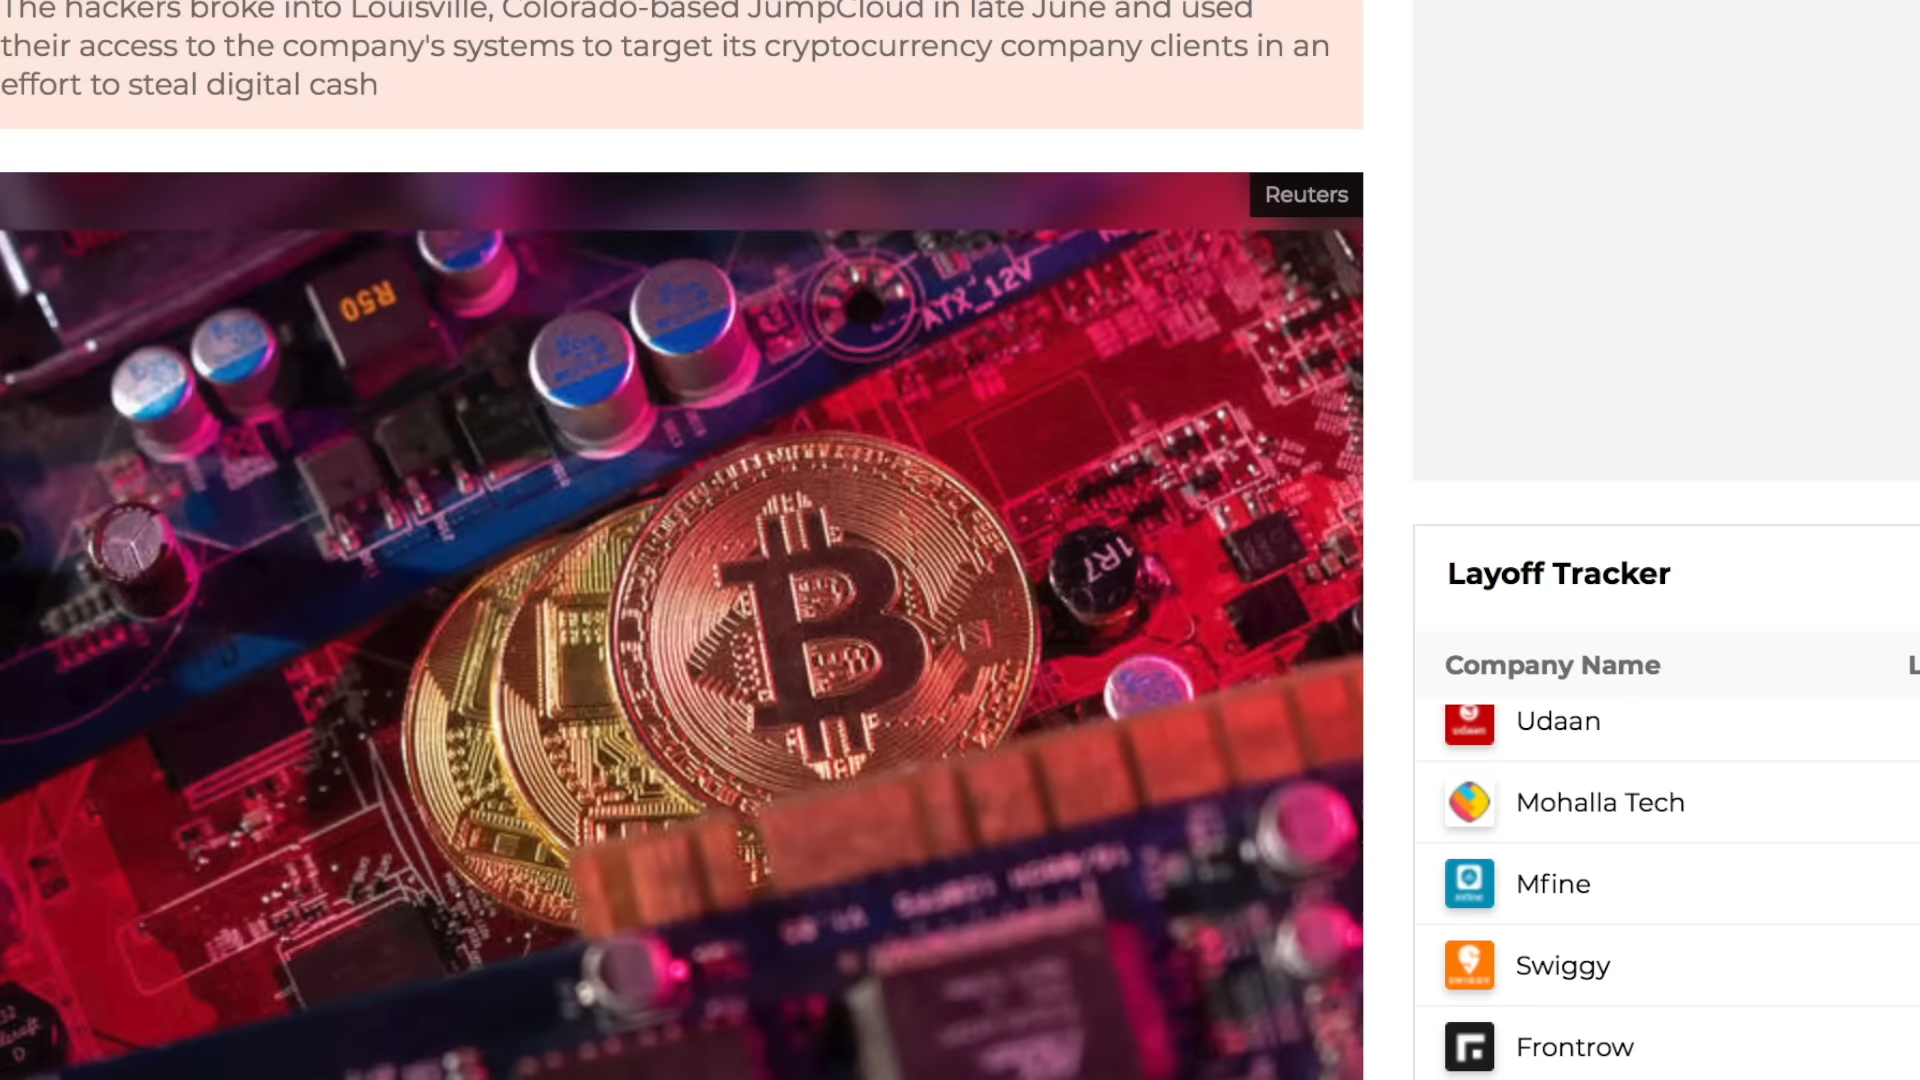 The hackers broke into Louisville, Colorado-based JumpCloud in late June and used
their access to the company's systems to target its cryptocurrency company clients in an
effort to steal digital cash
Reuters
R50
ATX_12V
1R7
Layoff Tracker
Company Name
Udaan
Mohalla Tech
Mfine
Swiggy
Frontrow